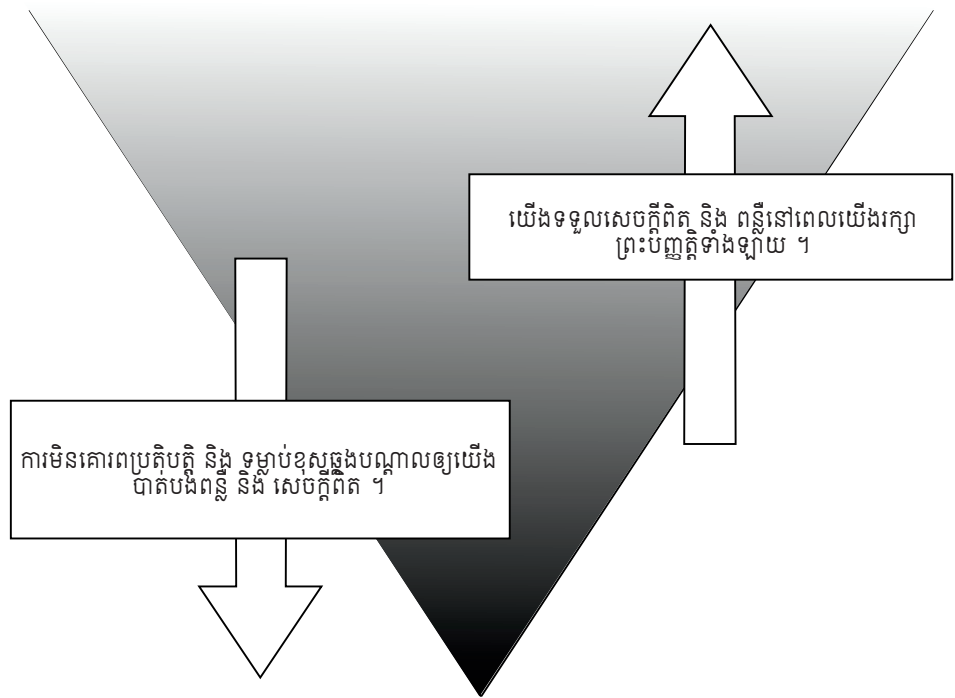 យើងទទួលសេចក្ដីពិត និង ពន្លឺនៅពេលយើងរក្សា
ព្រះបញ្ញត្តិទាំងឡាយ ។
ការមិនគោរពប្រតិបត្តិ និង ទម្លាប់ខុសឆ្គងបណ្ដាលឲ្យយើង
បាត់បង់ពន្លឺ និង សេចក្ដីពិត ។